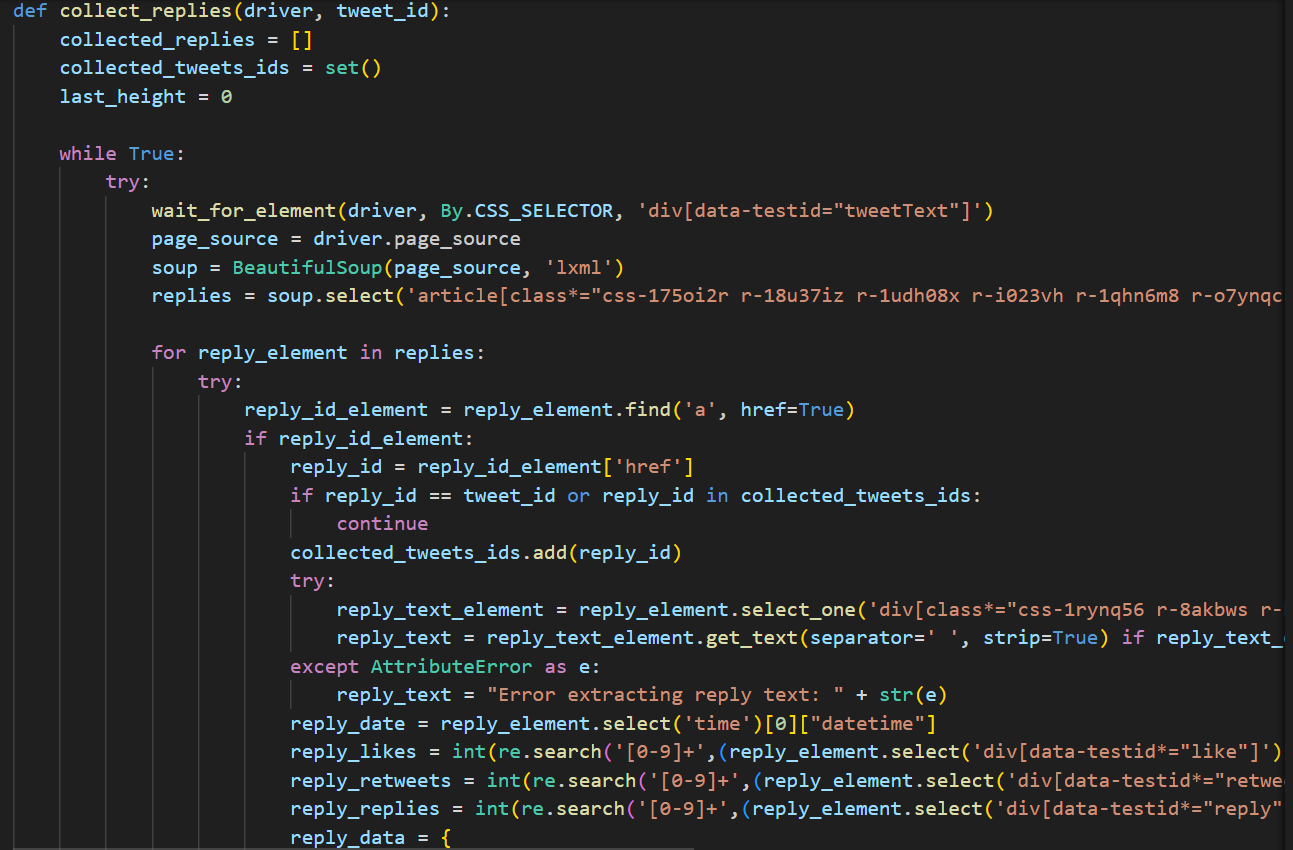 def collect_replies(driver, tweet_id):
    collected_replies = []
    collected_tweets_ids = set()
    last_height = 0

    while True:
        try:
            wait_for_element(driver, By.CSS_SELECTOR, 'div[data-testid="tweetText"]')
            page_source = driver.page_source
            soup = BeautifulSoup(page_source, 'lxml')
            replies = soup.select('article[class*="css-175oi2r r-18u37iz r-1udh08x r-i023vh r-1qhn6m8 r-o7ynqc

            for reply_element in replies:
                try:
                    reply_id_element = reply_element.find('a', href=True)
                    if reply_id_element:
                        reply_id = reply_id_element['href']
                        if reply_id == tweet_id or reply_id in collected_tweets_ids:
                            continue
                        collected_tweets_ids.add(reply_id)
                        try:
                            reply_text_element = reply_element.select_one('div[class*="css-1rynq56 r-8akbws r-
                            reply_text = reply_text_element.get_text(separator=' ', strip=True) if reply_text_
                        except AttributeError as e:
                            reply_text = "Error extracting reply text: " + str(e)
                        reply_date = reply_element.select('time')[0]["datetime"]
                        reply_likes = int(re.search('[0-9]+',(reply_element.select('div[data-testid*="like"]')
                        reply_retweets = int(re.search('[0-9]+',(reply_element.select('div[data-testid*="retwe
                        reply_replies = int(re.search('[0-9]+',(reply_element.select('div[data-testid*="reply"
                        reply_data = {